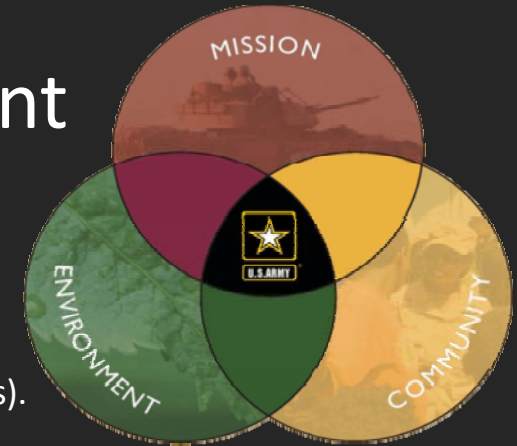 MISSION
nt
U.S.ARMY
ENVIRONMENT
COMMUNITY
s).